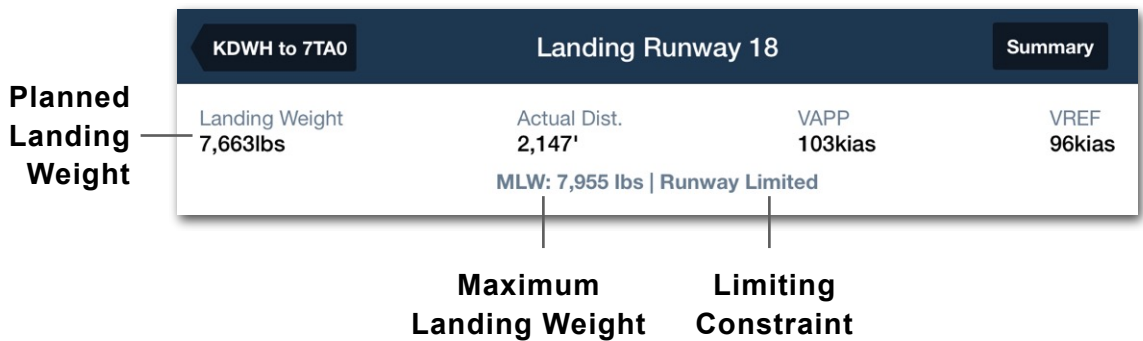 KDWH to 7TA0
Landing Runway 18
Summary
Planned
Landing
Weight
Landing Weight
7,663lbs
Actual Dist.
2,147'
VAPP
103kias
VREF
96kias
MLW: 7,955 lbs | Runway Limited
Maximum
Landing Weight
Limiting
Constraint